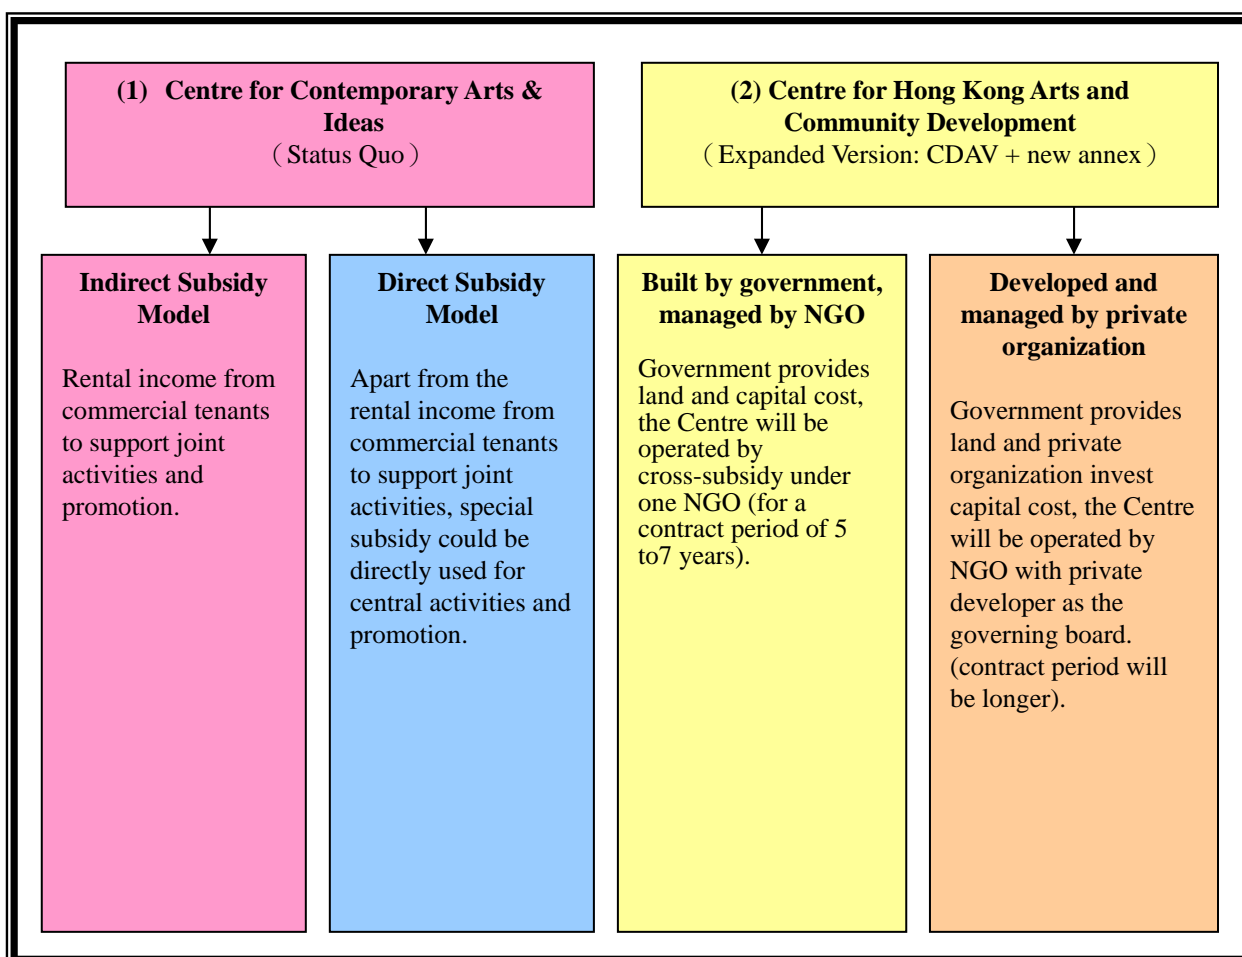 (1) Centre for Contemporary Arts &
Ideas
（Status Quo）
(2) Centre for Hong Kong Arts and
Community Development
（Expanded Version: CDAV + new annex）
Indirect Subsidy
Model
Rental income from
commercial tenants
to support joint
activities and
promotion.
Direct Subsidy
Model
Apart from the
rental income from
commercial tenants
to support joint
activities, special
subsidy could be
directly used for
central activities and
promotion.
Built by government,
managed by NGO
Government provides
land and capital cost,
the Centre will be
operated by
cross-subsidy under
one NGO (for a
contract period of 5
to7 years).
Developed and
managed by private
organization
Government provides
land and private
organization invest
capital cost, the Centre
will be operated by
NGO with private
developer as the
governing board.
(contract period will
be longer).